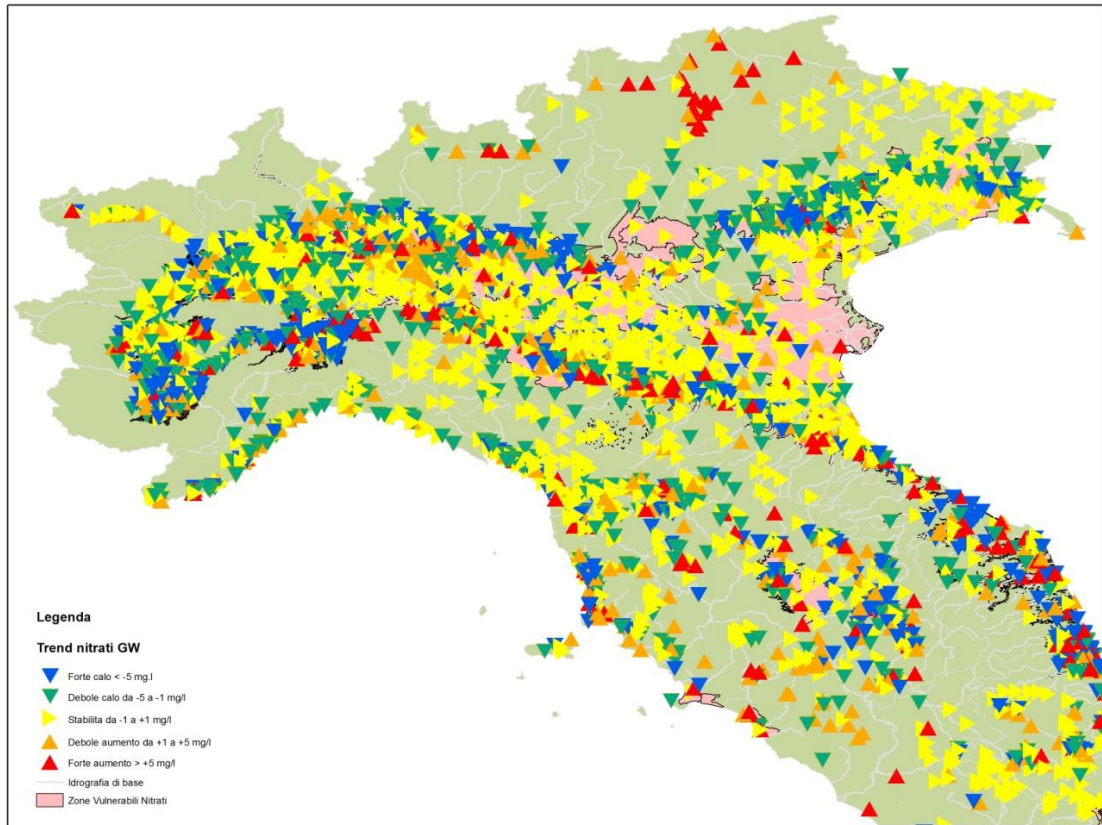 Legenda
Trend nitrati GW
Forte calo < -5 mg.l
Debole calo da -5 a -1 mg/l
Stabilita da -1 a +1 mg/l
Debole aumento da +1 a +5 mg/l
Forte aumento > +5 mg/l
Idrografia di base
Zone Vulnerabili Nitrati